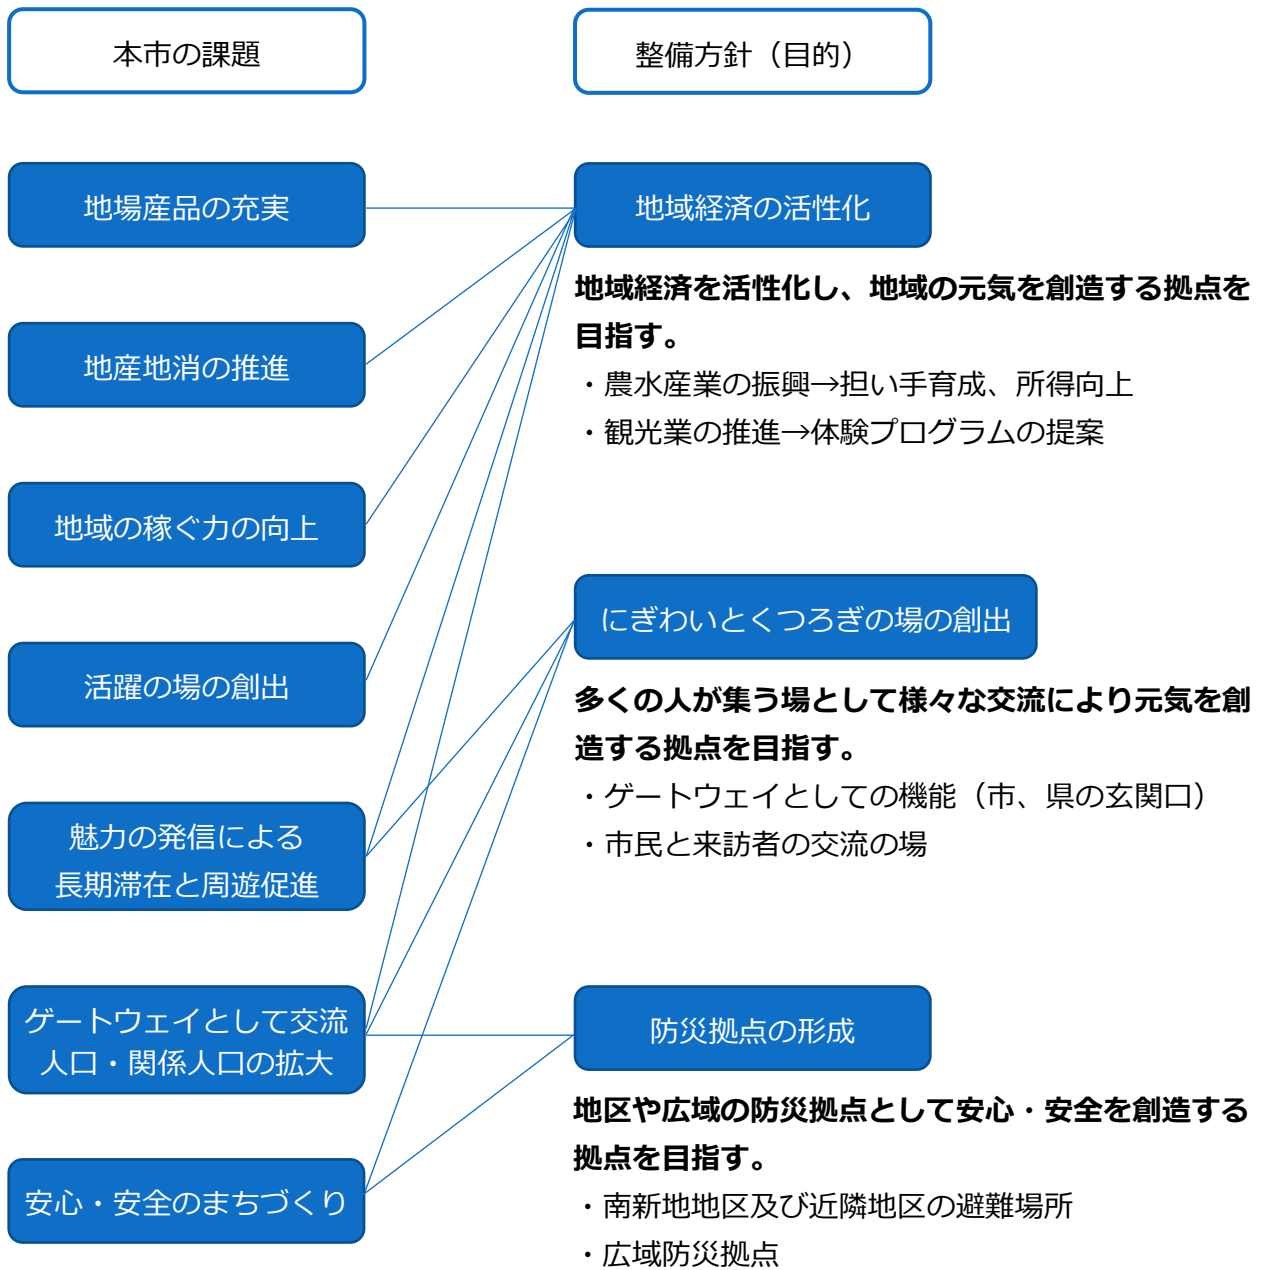 本市の課題
整備方針（目的）
地場産品の充実
地産地消の推進
地域の稼ぐ力の向上
活躍の場の創出
魅力の発信による
長期滞在と周遊促進
ゲートウェイとして交流
人口・関係人口の拡大
安心・安全のまちづくり
地域経済の活性化
地域経済を活性化し、地域の元気を創造する拠点を
目指す。
・農水産業の振興→担い手育成、所得向上
・観光業の推進→体験プログラムの提案
にぎわいとくつろぎの場の創出
多くの人が集う場として様々な交流により元気を創
造する拠点を目指す。
・ゲートウェイとしての機能（市、県の玄関口）
・市民と来訪者の交流の場
防災拠点の形成
地区や広域の防災拠点として安心・安全を創造する
拠点を目指す。
・南新地地区及び近隣地区の避難場所
・広域防災拠点